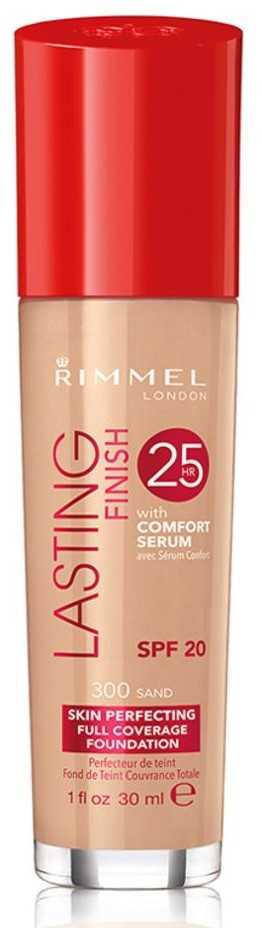 RIMMEL
LONDON
LASTING
FINISH
25
HR
with
COMFORT
SERUM
avec Sérum Confort
SPF 20
300 SAND
SKIN PERFECTING
FULL COVERAGE
FOUNDATION
Perfecteur de teint
Fond de Teint Couvrance Totale
1 fl oz 30 ml ℮